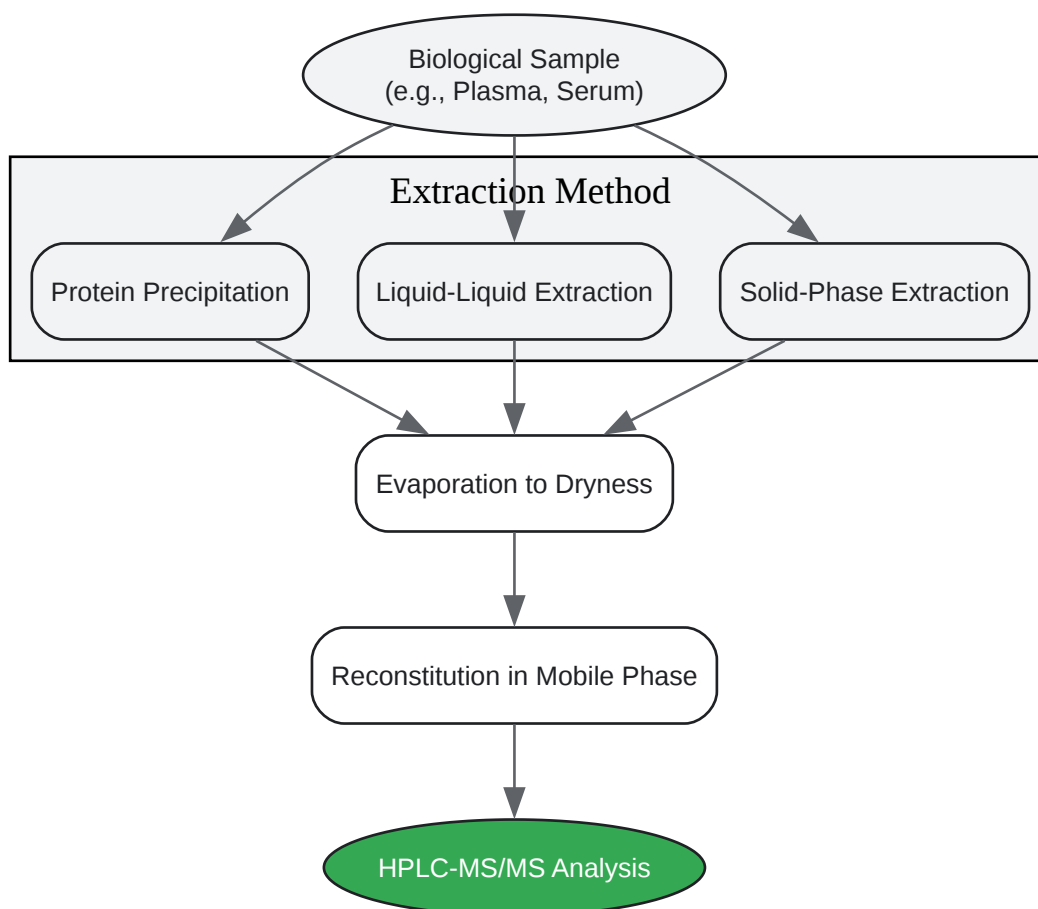 Biological Sample
(e.g., Plasma, Serum)
Extraction Method
Protein Precipitation
Liquid-Liquid Extraction
Solid-Phase Extraction
Evaporation to Dryness
Reconstitution in Mobile Phase
HPLC-MS/MS Analysis